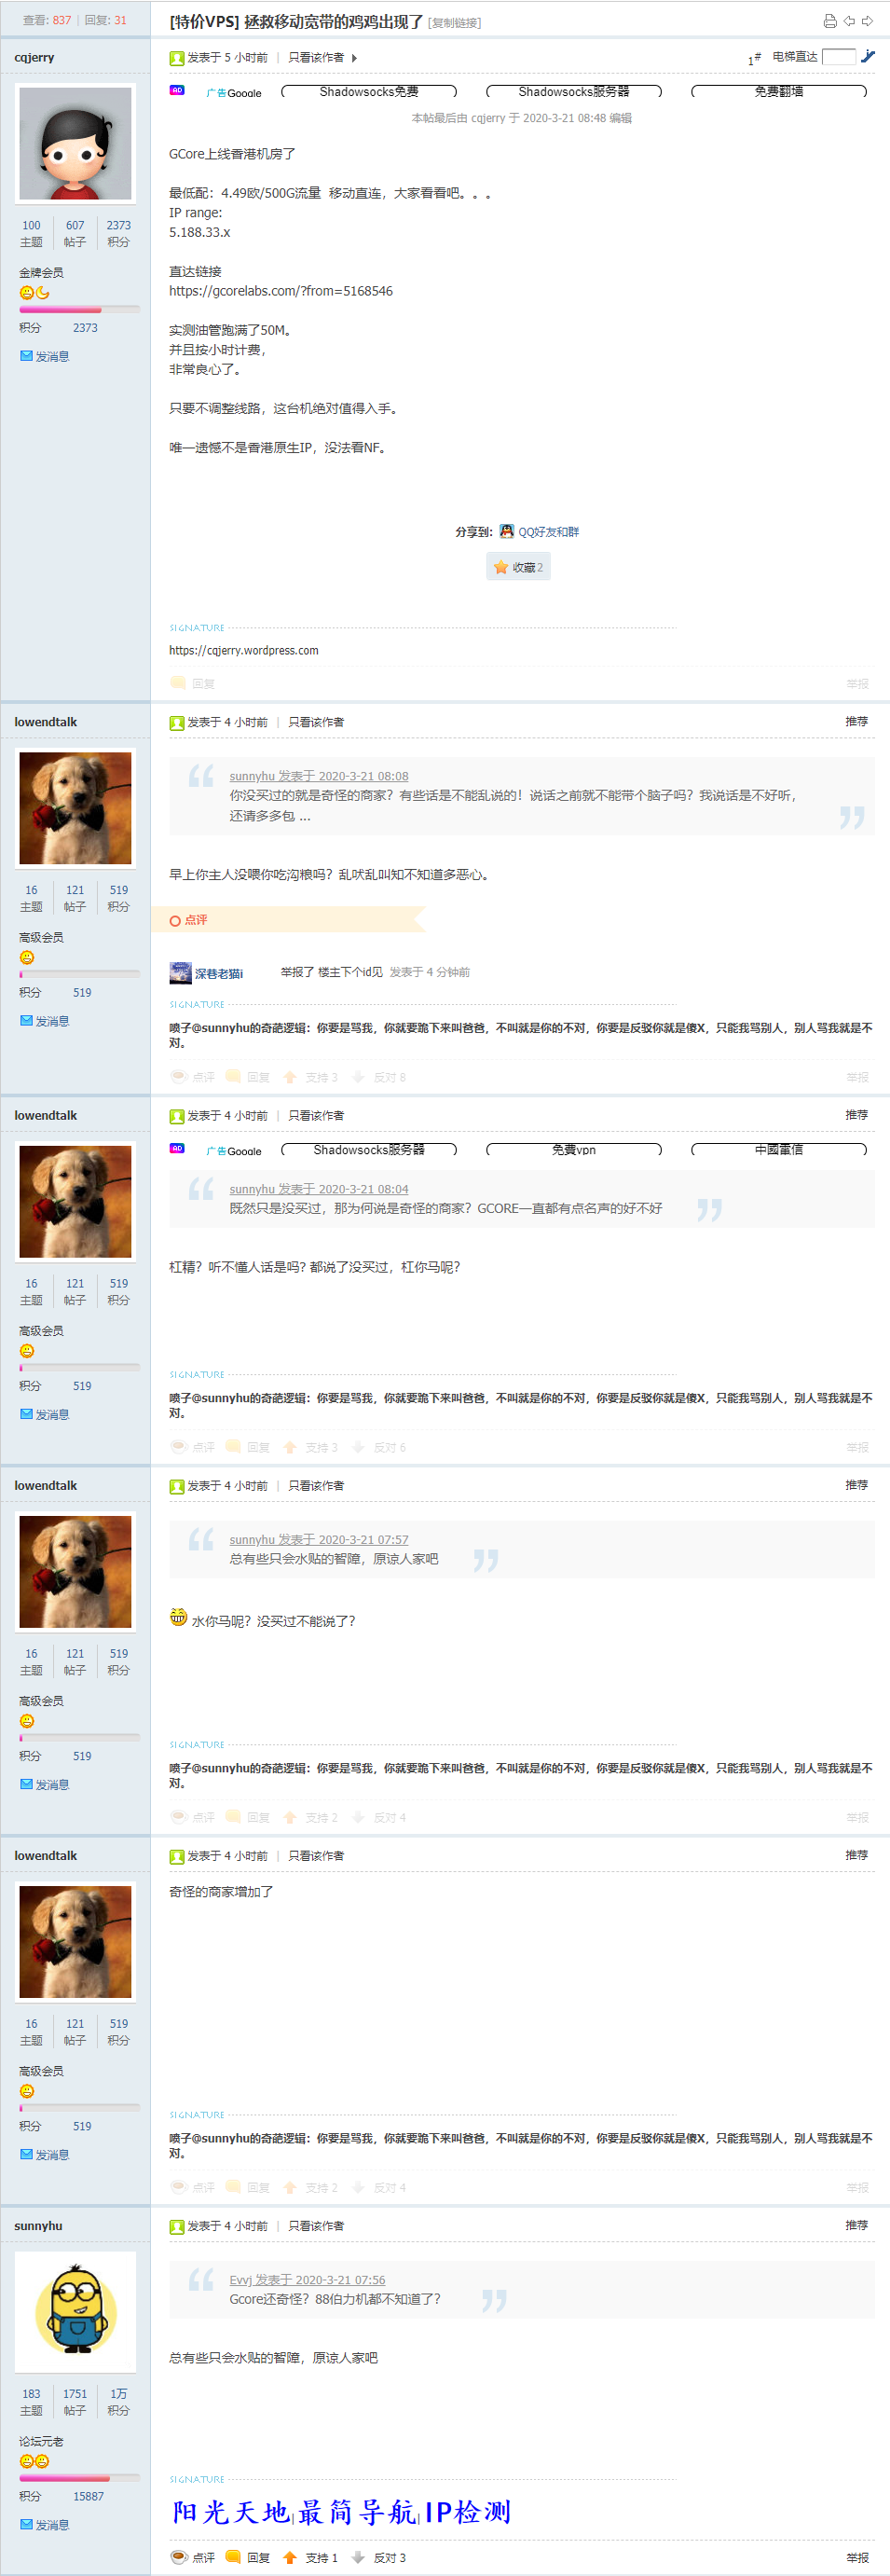 查看: 837 | 回复: 31
[特价VPS] 拯救移动宽带的鸡鸡出现了 [复制链接]
cqjerry
发表于 5 小时前 | 只看该作者
1# 电梯直达
AD 广告Google Shadowsocks免费 Shadowsocks服务器 免费翻墙
本帖最后由 cqjerry 于 2020-3-21 08:48 编辑
GCore上线香港机房了
最低配：4.49欧/500G流量 移动直连，大家看看吧。。。
IP range:
5.188.33.x
直达链接
https://gcorelabs.com/?from=5168546
实测油管跑满了50M。
并且按小时计费，
非常良心了。
只要不调整线路，这台机绝对值得入手。
唯一遗憾不是香港原生IP，没法看NF。
100 607 2373
主题 帖子 积分
金牌会员
积分 2373
发消息
分享到: QQ好友和群
收藏2
SIGNATURE
https://cqjerry.wordpress.com
回复 举报
lowendtalk
发表于 4 小时前 | 只看该作者 推荐
sunnyhu 发表于 2020-3-21 08:08
你没买过的就是奇怪的商家？有些话是不能乱说的！说话之前就不能带个脑子吗？我说话是不好听，
还请多多包 ...
早上你主人没喂你吃沟粮吗？乱吠乱叫知不知道多恶心。
16 121 519
主题 帖子 积分
高级会员
积分 519
发消息
点评
深巷老猫i 举报了 楼主下个id见 发表于 4 分钟前
SIGNATURE
喷子@sunnyhu的奇葩逻辑：你要是骂我，你就要跪下来叫爸爸，不叫就是你的不对，你要是反驳你就是傻X，只能我骂别人，别人骂我就是不
对。
点评 回复 支持 3 反对 8 举报
lowendtalk
发表于 4 小时前 | 只看该作者 推荐
AD 广告Google Shadowsocks服务器 免費vpn 中國電信
sunnyhu 发表于 2020-3-21 08:04
既然只是没买过，那为何说是奇怪的商家？GCORE一直都有点名声的好不好
杠精？听不懂人话是吗? 都说了没买过，杠你马呢？
16 121 519
主题 帖子 积分
高级会员
积分 519
发消息
SIGNATURE
喷子@sunnyhu的奇葩逻辑：你要是骂我，你就要跪下来叫爸爸，不叫就是你的不对，你要是反驳你就是傻X，只能我骂别人，别人骂我就是不
对。
点评 回复 支持 3 反对 6 举报
lowendtalk
发表于 4 小时前 | 只看该作者 推荐
sunnyhu 发表于 2020-3-21 07:57
总有些只会水贴的智障，原谅人家吧
水你马呢？没买过不能说了？
16 121 519
主题 帖子 积分
高级会员
积分 519
发消息
SIGNATURE
喷子@sunnyhu的奇葩逻辑：你要是骂我，你就要跪下来叫爸爸，不叫就是你的不对，你要是反驳你就是傻X，只能我骂别人，别人骂我就是不
对。
点评 回复 支持 2 反对 4 举报
lowendtalk
发表于 4 小时前 | 只看该作者 推荐
奇怪的商家增加了
16 121 519
主题 帖子 积分
高级会员
积分 519
发消息
SIGNATURE
喷子@sunnyhu的奇葩逻辑：你要是骂我，你就要跪下来叫爸爸，不叫就是你的不对，你要是反驳你就是傻X，只能我骂别人，别人骂我就是不
对。
点评 回复 支持 2 反对 4 举报
sunnyhu
发表于 4 小时前 | 只看该作者 推荐
Evvj 发表于 2020-3-21 07:56
Gcore还奇怪？88伯力机都不知道了？
总有些只会水贴的智障，原谅人家吧
183 1751 1万
主题 帖子 积分
论坛元老
积分 15887
发消息
SIGNATURE
阳光天地|最简导航|IP检测
点评 回复 支持 1 反对 3 举报